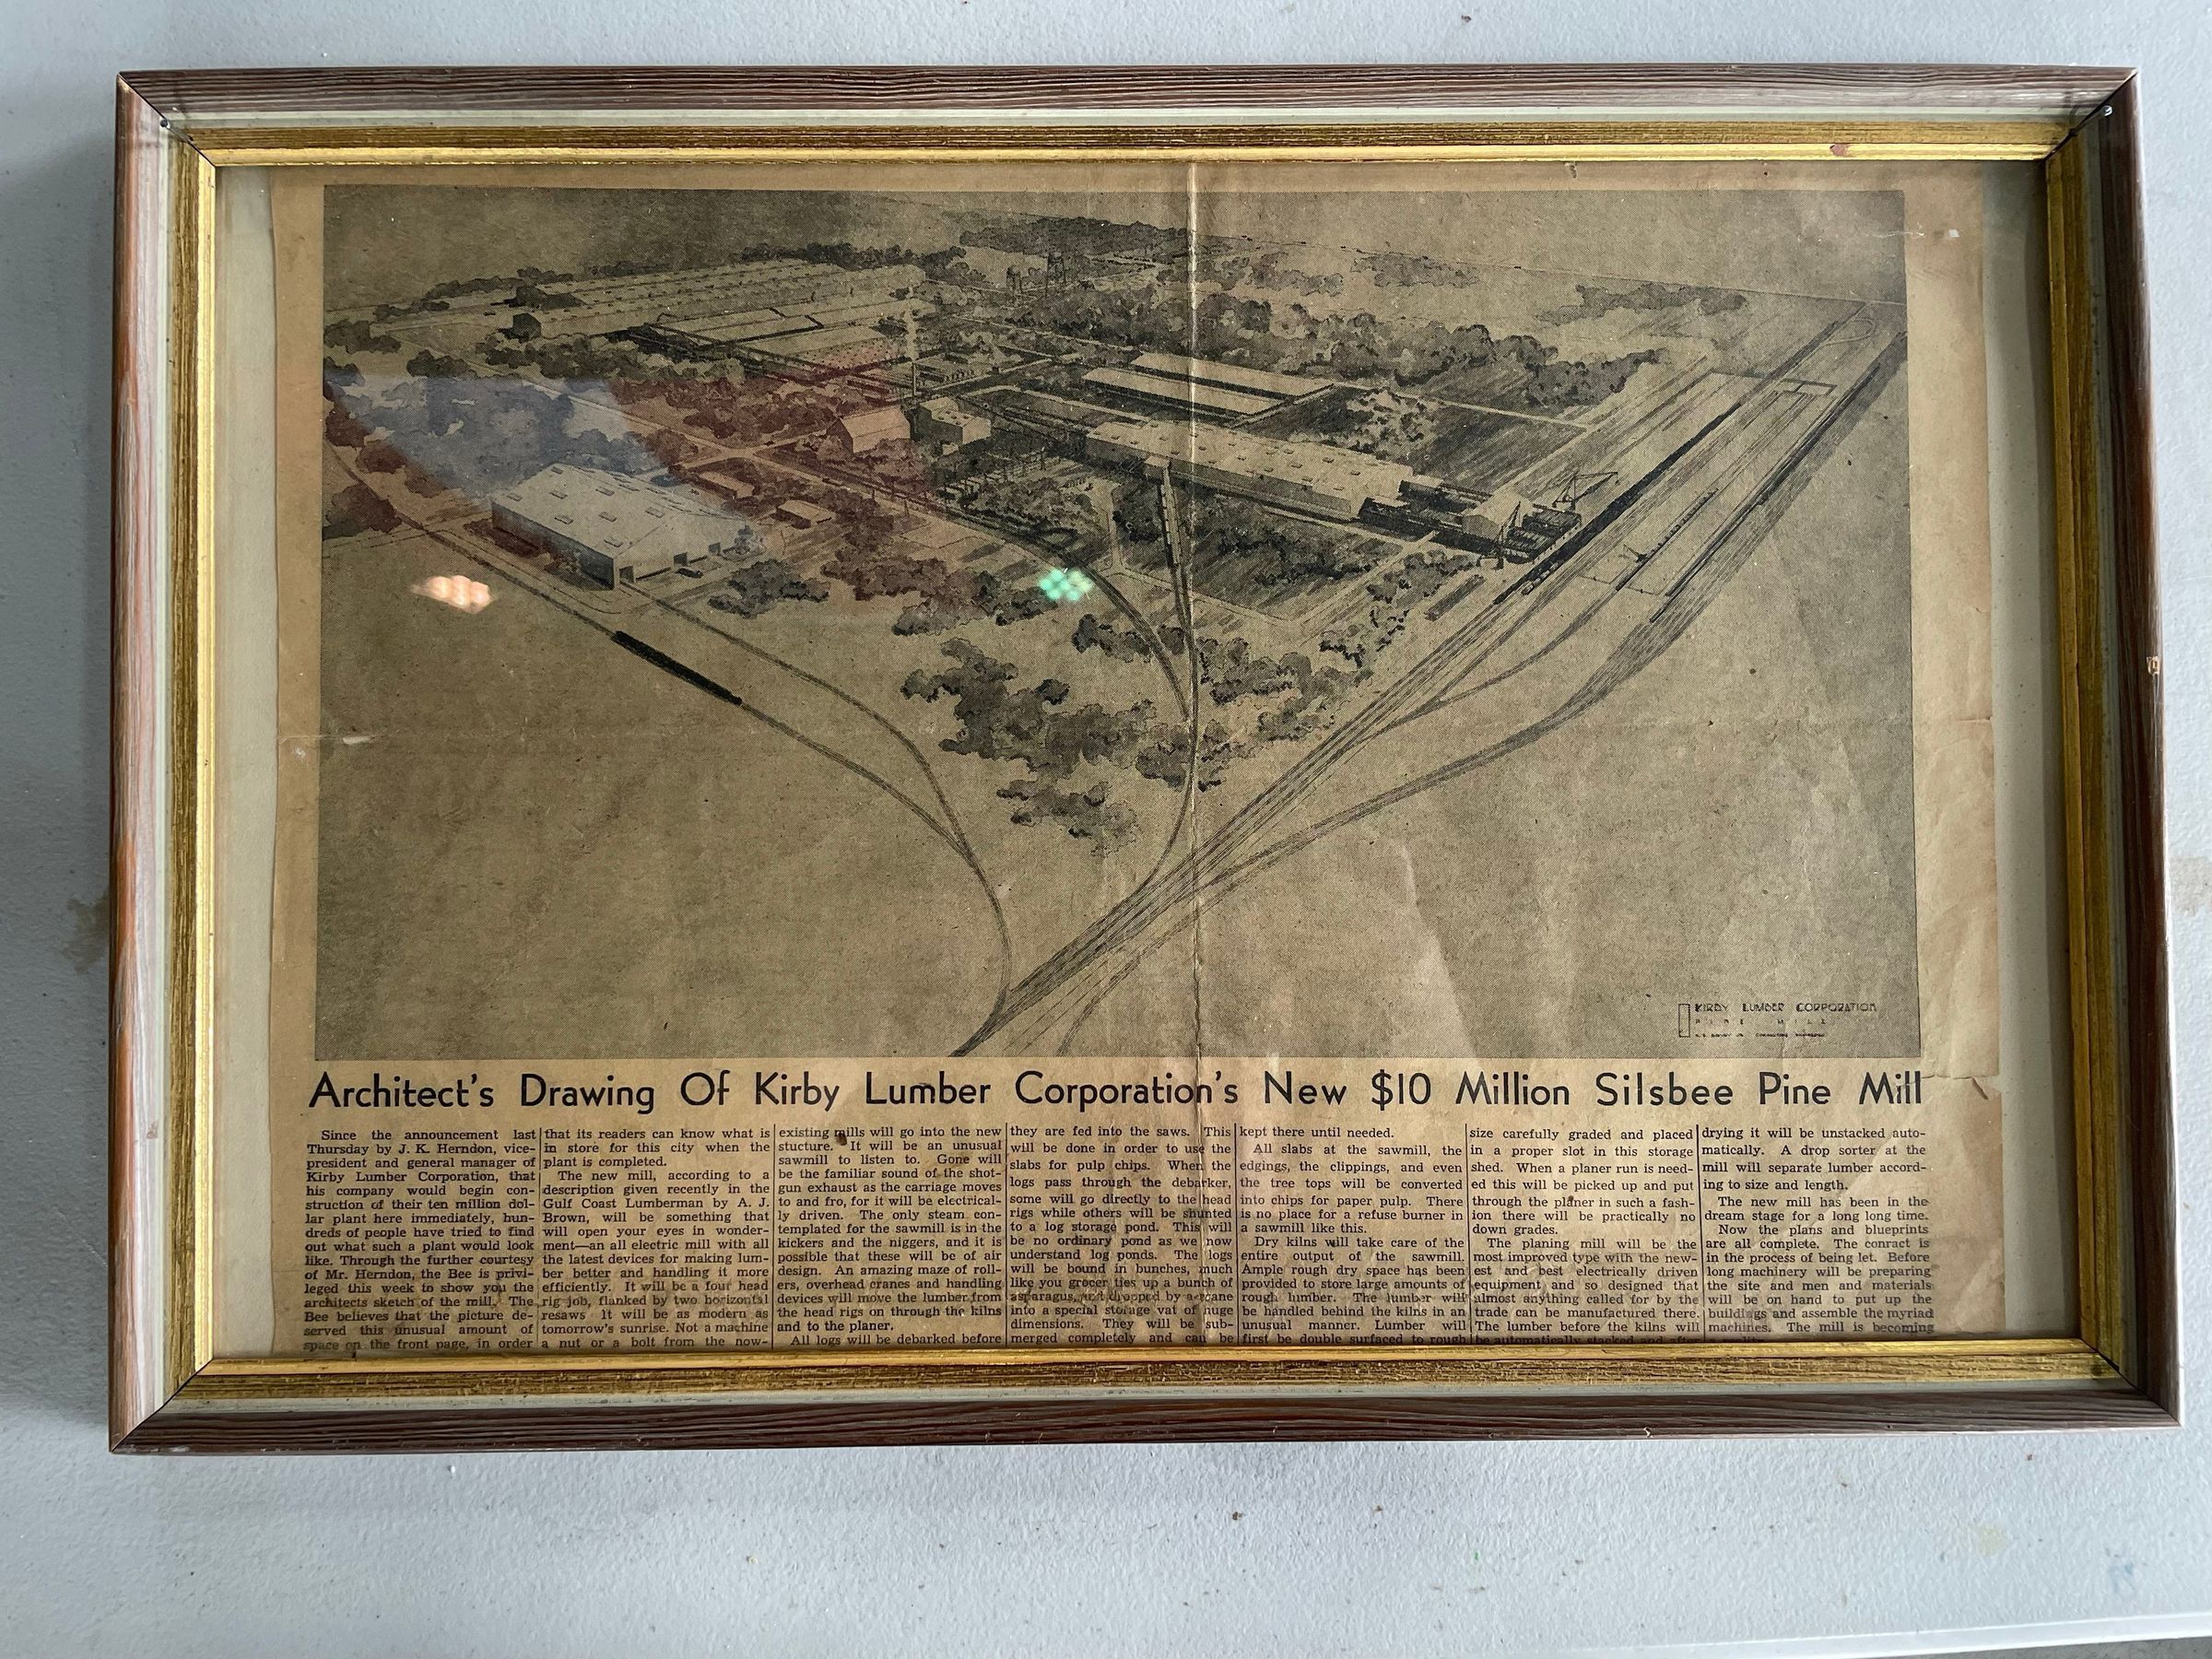 KIRBY LUMBER CORPORATION
PINE MILL
Architect's Drawing Of Kirby Lumber Corporation's New $10 Million Silsbee Pine Mill
Since the announcement last
Thursday by J. K. Herndon, vice-
president and general manager of
Kirby Lumber Corporation, that
his company would begin con-
struction of their ten million dol-
lar plant here immediately, hun-
dreds of people have tried to find
out what such a plant would look
like. Through the further courtesy
of Mr. Herndon, the Bee is privi-
leged this week to show you the
architects sketch of the mill. The
Bee believes that the picture de-
served this unusual amount of
space on the front page, in order
that its readers can know what is
in store for this city when the
plant is completed.
The new mill, according to a
description given recently in the
Gulf Coast Lumberman by A. J.
Brown, will be something that
will open your eyes in wonder-
ment—an all electric mill with all
the latest devices for making lum-
ber better and handling it more
efficiently. It will be a four head
rig job, flanked by two horizontal
resaws It will be as modern as
tomorrow's sunrise. Not a machine
a nut or a bolt from the now-
existing mills will go into the new
stucture. It will be an unusual
sawmill to listen to. Gone will
be the familiar sound of the shot-
gun exhaust as the carriage moves
to and fro, for it will be electrical-
ly driven. The only steam con-
templated for the sawmill is in the
kickers and the niggers, and it is
possible that these will be of air
design. An amazing maze of roll-
ers, overhead cranes and handling
devices will move the lumber from
the head rigs on through the kilns
and to the planer.
All logs will be debarked before
they are fed into the saws. This
will be done in order to use the
slabs for pulp chips. When the
logs pass through the debarker,
some will go directly to the head
rigs while others will be shunted
to a log storage pond. This will
be no ordinary pond as we now
understand log ponds. The logs
will be bound in bunches, much
like you grocer ties up a bunch of
asparagus, and dropped by a crane
into a special storage vat of huge
dimensions. They will be sub-
merged completely and can be
kept there until needed.
All slabs at the sawmill, the
edgings, the clippings, and even
the tree tops will be converted
into chips for paper pulp. There
is no place for a refuse burner in
a sawmill like this.
Dry kilns will take care of the
entire output of the sawmill.
Ample rough dry space has been
provided to store large amounts of
rough lumber. The lumber will
be handled behind the kilns in an
unusual manner. Lumber will
first be double surfaced to rough
size carefully graded and placed
in a proper slot in this storage
shed. When a planer run is need-
ed this will be picked up and put
through the planer in such a fash-
ion there will be practically no
down grades.
The planing mill will be the
most improved type with the new-
est and best electrically driven
equipment and so designed that
almost anything called for by the
trade can be manufactured there.
The lumber before the kilns will
be automatically stacked and after
drying it will be unstacked auto-
matically. A drop sorter at the
mill will separate lumber accord-
ing to size and length.
The new mill has been in the
dream stage for a long long time.
Now the plans and blueprints
are all complete. The conract is
in the process of being let. Before
long machinery will be preparing
the site and men and materials
will be on hand to put up the
buildings and assemble the myriad
machines. The mill is becoming